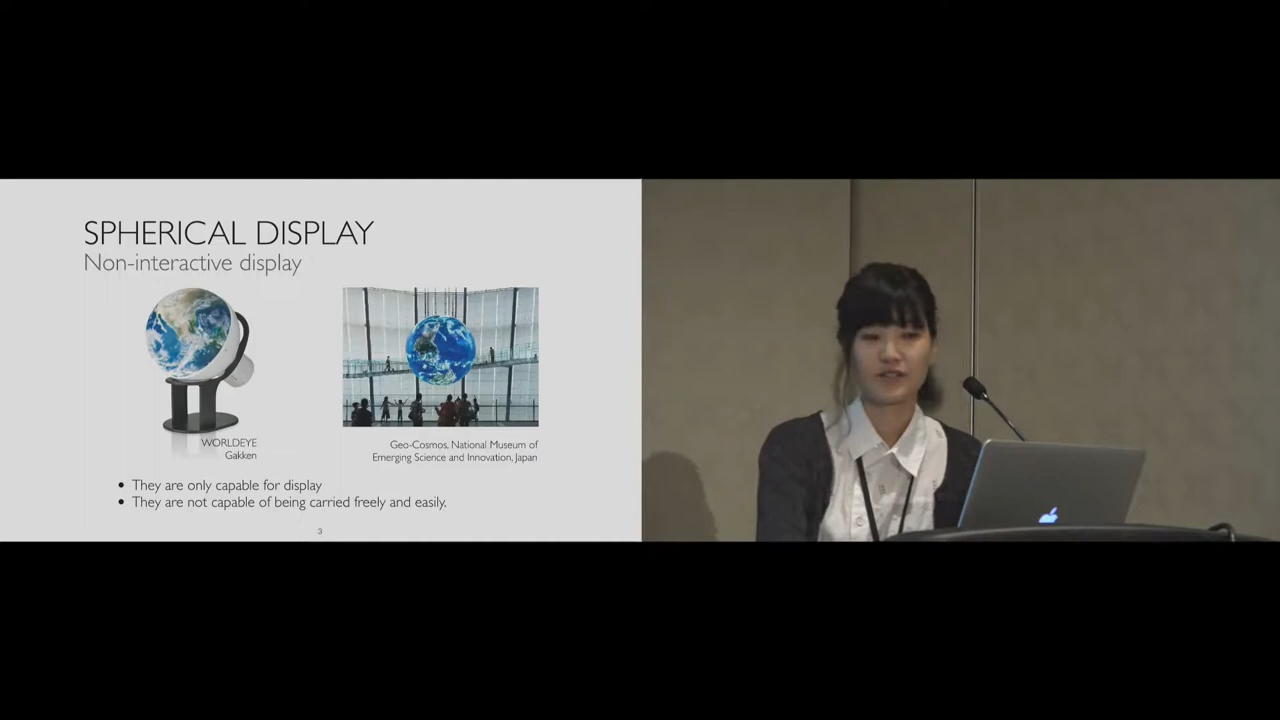 SPHERICAL DISPLAY
Non-interactive display
WORLDEYE
Gakken
Geo-Cosmos, National Museum of
Emerging Science and Innovation, Japan
• They are only capable for display
• They are not capable of being carried freely and easily.
3